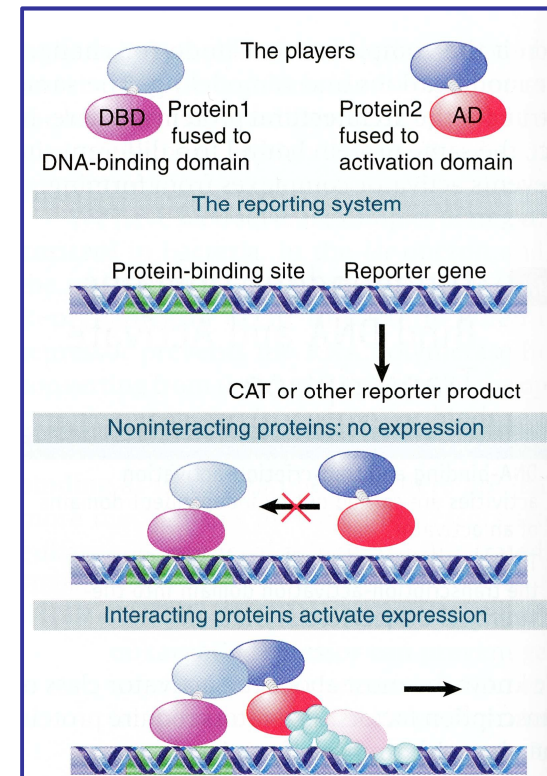 The players
DBD
Protein1
fused to
DNA-binding domain
Protein2
fused to
activation domain
AD
The reporting system
Protein-binding site
Reporter gene
CAT or other reporter product
Noninteracting proteins: no expression
Interacting proteins activate expression